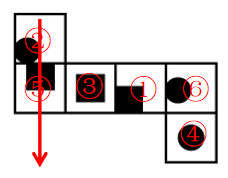 ②
⑤ ③ ① ⑥
④